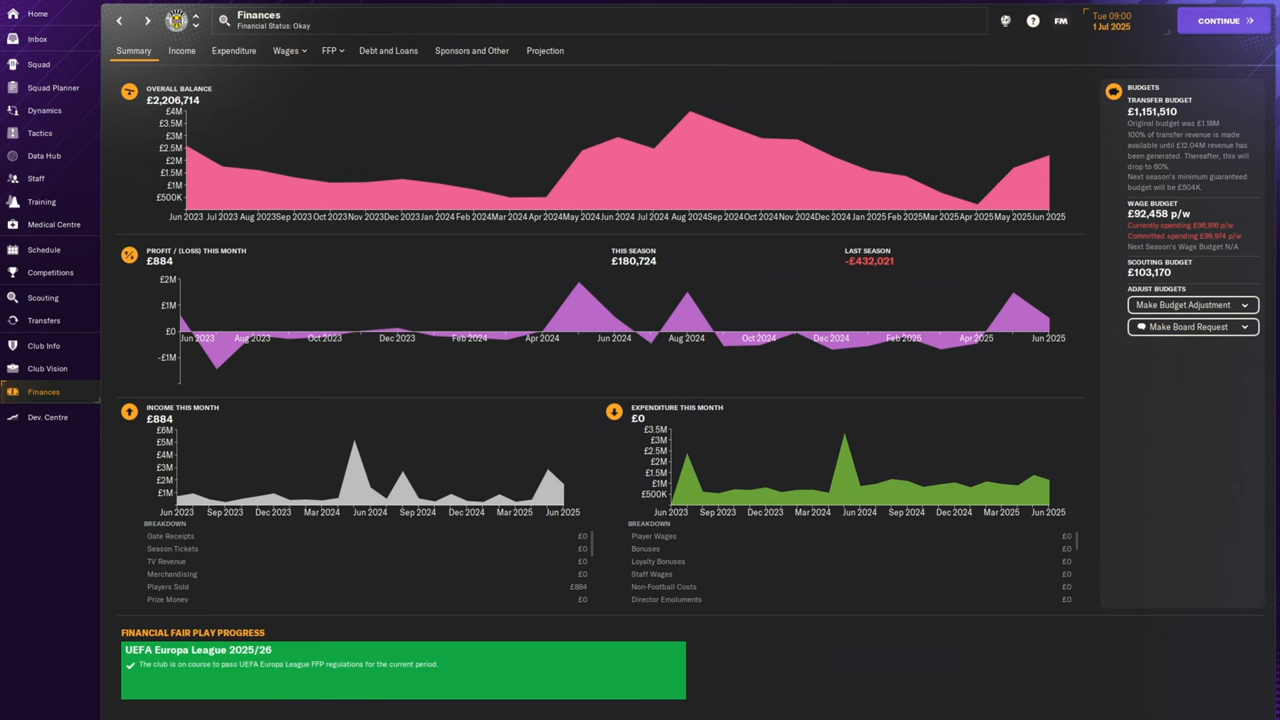 Home
Inbox
Squad
Squad Planner
Dynamics
Tactics
Data Hub
Staff
Training
Medical Centre
Schedule
Competitions
Scouting
Transfers
Club Info
Club Vision
Finances
Dev. Centre
Finances
Financial Status: Okay
FM
Tue 09:00
1 Jul 2025
CONTINUE
Summary
Income
Expenditure
Wages
FFP
Debt and Loans
Sponsors and Other
Projection
OVERALL BALANCE
£2,206,714
£4M
£3.5M
£3M
£2.5M
£2M
£1.5M
£1M
£500K
Jun 2023 Jul 2023 Aug 2023 Sep 2023 Oct 2023 Nov 2023 Dec 2023 Jan 2024 Feb 2024 Mar 2024 Apr 2024 May 2024 Jun 2024 Jul 2024 Aug 2024 Sep 2024 Oct 2024 Nov 2024 Dec 2024 Jan 2025 Feb 2025 Mar 2025 Apr 2025 May 2025 Jun 2025
PROFIT / (LOSS) THIS MONTH
£884
THIS SEASON
£180,724
LAST SEASON
-£432,021
£2M
£1M
£0
-£1M
Jun 2023 Aug 2023 Oct 2023 Dec 2023 Feb 2024 Apr 2024 Jun 2024 Aug 2024 Oct 2024 Dec 2024 Feb 2025 Apr 2025 Jun 2025
INCOME THIS MONTH
£884
£6M
£5M
£4M
£3M
£2M
£1M
Jun 2023 Sep 2023 Dec 2023 Mar 2024 Jun 2024 Sep 2024 Dec 2024 Mar 2025 Jun 2025
BREAKDOWN
Gate Receipts £0
Season Tickets £0
TV Revenue £0
Merchandising £0
Players Sold £884
Prize Money £0
EXPENDITURE THIS MONTH
£0
£3.5M
£3M
£2.5M
£2M
£1.5M
£1M
£500K
Jun 2023 Sep 2023 Dec 2023 Mar 2024 Jun 2024 Sep 2024 Dec 2024 Mar 2025 Jun 2025
BREAKDOWN
Player Wages £0
Bonuses £0
Loyalty Bonuses £0
Staff Wages £0
Non-Football Costs £0
Director Emoluments £0
FINANCIAL FAIR PLAY PROGRESS
UEFA Europa League 2025/26
The club is on course to pass UEFA Europa League FFP regulations for the current period.
BUDGETS
TRANSFER BUDGET
£1,151,510
Original budget was £1.18M
100% of transfer revenue is made
available until £12.04M revenue has
been generated. Thereafter, this will
drop to 60%.
Next season's minimum guaranteed
budget will be £504K.
WAGE BUDGET
£92,458 p/w
Currently spending £96,916 p/w
Committed spending £99,974 p/w
Next Season's Wage Budget N/A
SCOUTING BUDGET
£103,170
ADJUST BUDGETS
Make Budget Adjustment
Make Board Request